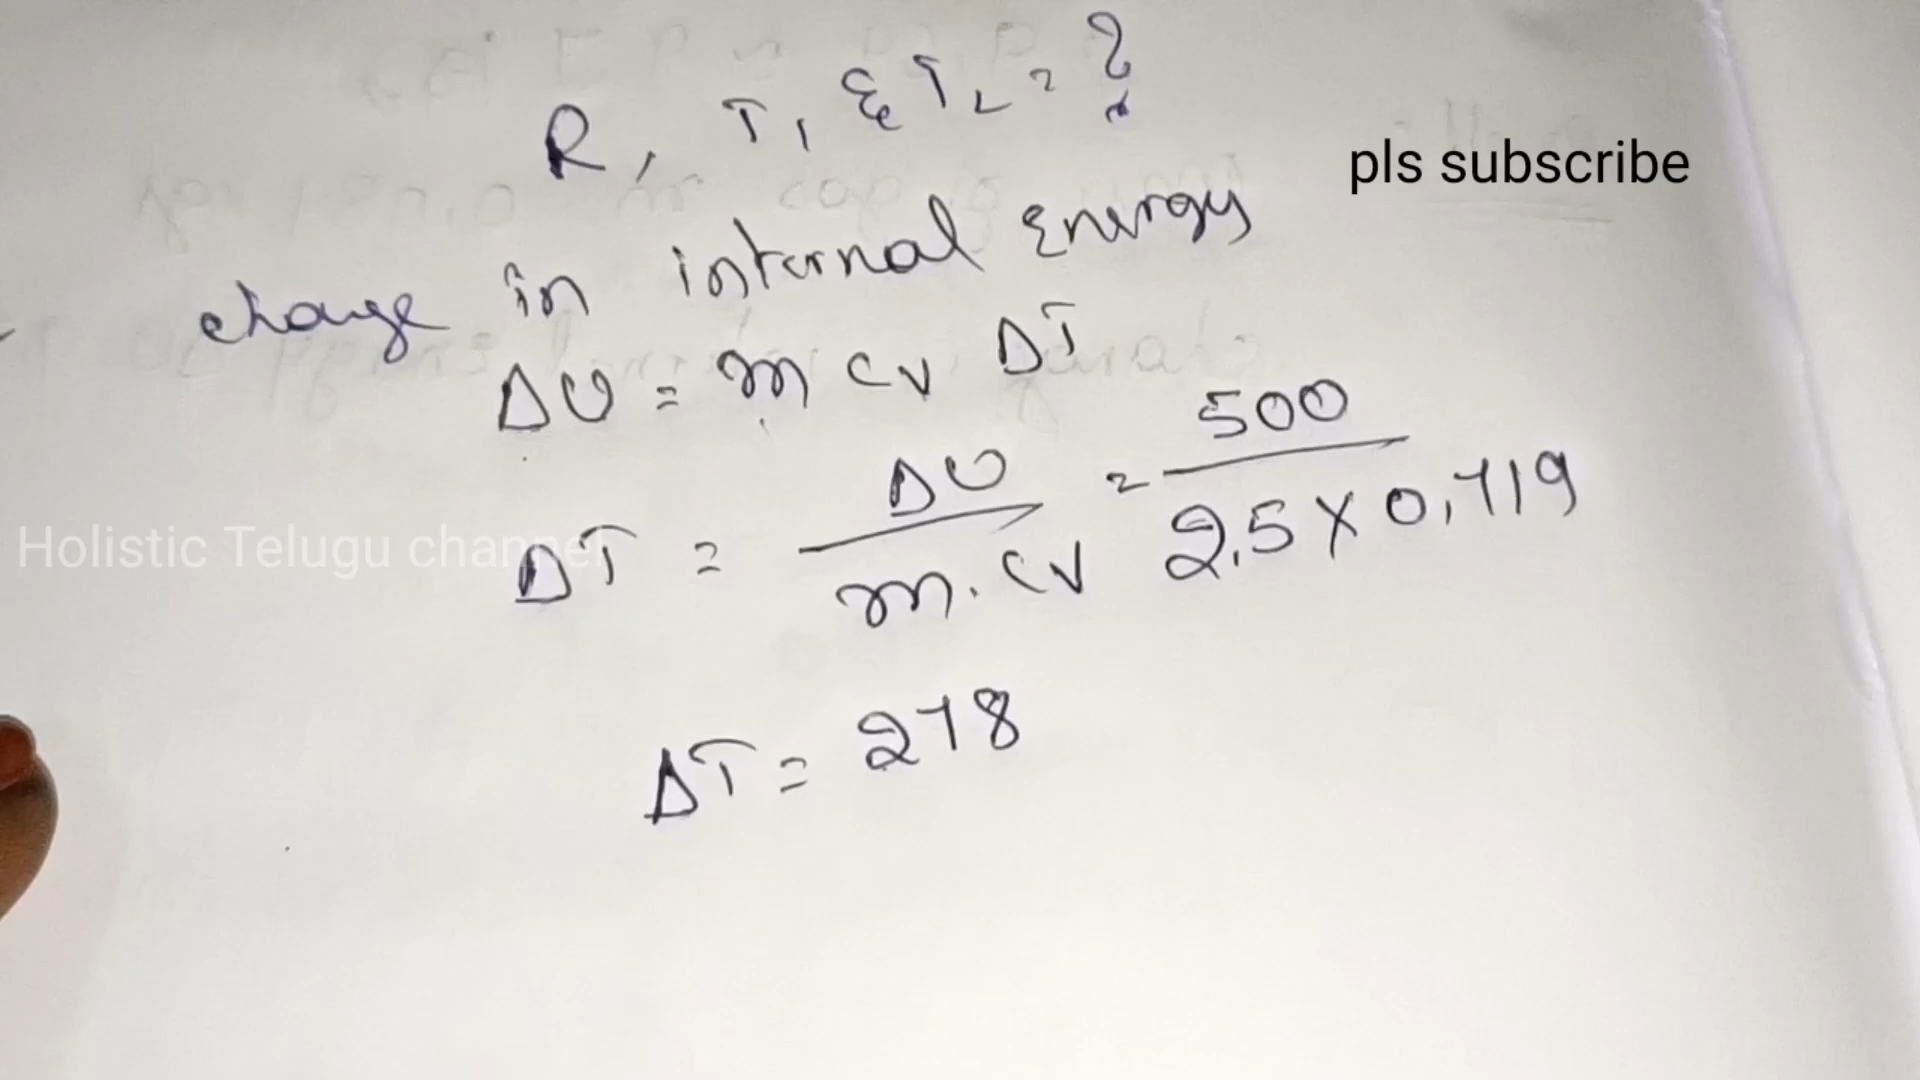 R, T₁ & T₂ = ?
pls subscribe
change in internal Energy
ΔU = m cv ΔT
ΔT = ΔU / m. cv = 500 / 2.5 × 0.719
Holistic Telugu channel
ΔT = 278